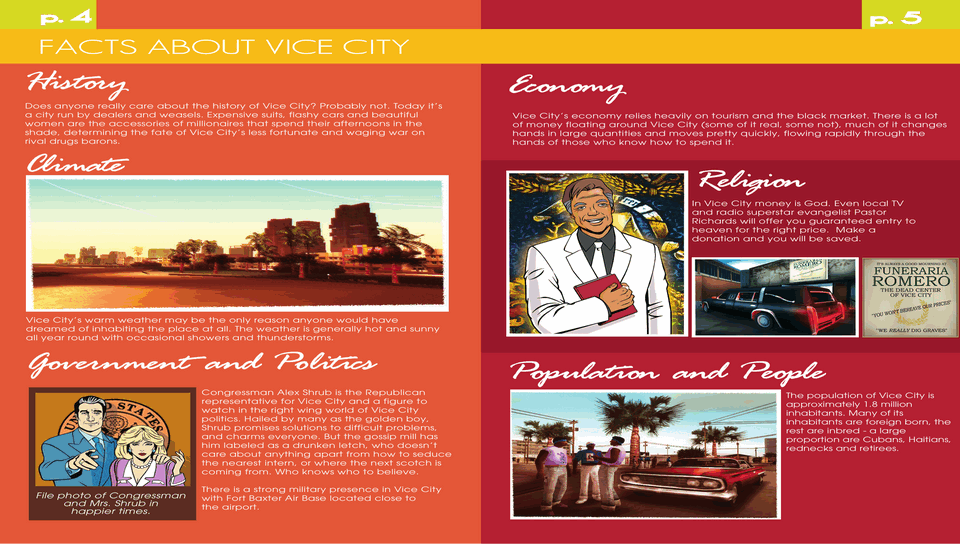 p. 4
FACTS ABOUT VICE CITY
History
Does anyone really care about the history of Vice City? Probably not. Today it's
a city run by dealers and weasels. Expensive suits, flashy cars and beautiful
women are the accessories of millionaires that spend their afternoons in the
shade, determining the fate of Vice City's less fortunate and waging war on
rival drugs barons.
Climate
Vice City's warm weather may be the only reason anyone would have
dreamed of inhabiting the place at all. The weather is generally hot and sunny
all year round with occasional showers and thunderstorms.
Government and Politics
STATES
File photo of Congressman
and Mrs. Shrub in
happier times.
Congressman Alex Shrub is the Republican
representative for Vice City and a figure to
watch in the right wing world of Vice City
politics. Hailed by many as the golden boy,
Shrub promises solutions to difficult problems,
and charms everyone. But the gossip mill has
him labeled as a drunken letch, who doesn't
care about anything apart from how to seduce
the nearest intern, or where the next scotch is
coming from. Who knows who to believe.
There is a strong military presence in Vice City
with Fort Baxter Air Base located close to
the airport.
p. 5
Economy
Vice City's economy relies heavily on tourism and the black market. There is a lot
of money floating around Vice City (some of it real, some not), much of it changes
hands in large quantities and moves pretty quickly, flowing rapidly through the
hands of those who know how to spend it.
Religion
In Vice City money is God. Even local TV
and radio superstar evangelist Pastor
Richards will offer you guaranteed entry to
heaven for the right price. Make a
donation and you will be saved.
ROMERO
IT'S ALWAYS A GOOD MOURNING AT
FUNERARIA
ROMERO
THE DEAD CENTER
OF VICE CITY
"YOU WON'T BEREAVE OUR PRICES!"
"WE REALLY DIG GRAVES"
Population and People
The population of Vice City is
approximately 1.8 million
inhabitants. Many of its
inhabitants are foreign born, the
rest are inbred - a large
proportion are Cubans, Haitians,
rednecks and retirees.